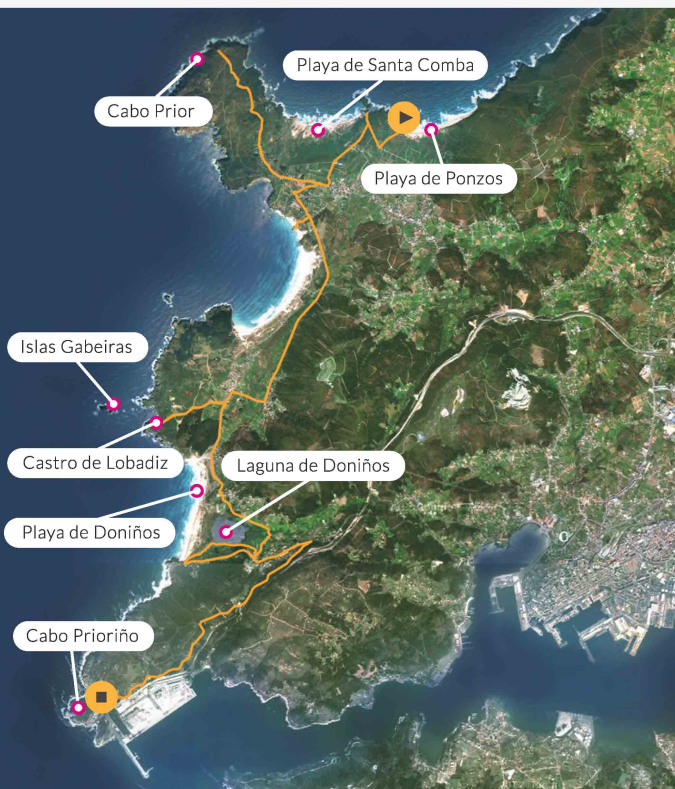 Playa de Santa Comba
Cabo Prior
Playa de Ponzos
Islas Gabeiras
Castro de Lobadiz
Laguna de Doniños
Playa de Doniños
Cabo Prioriño